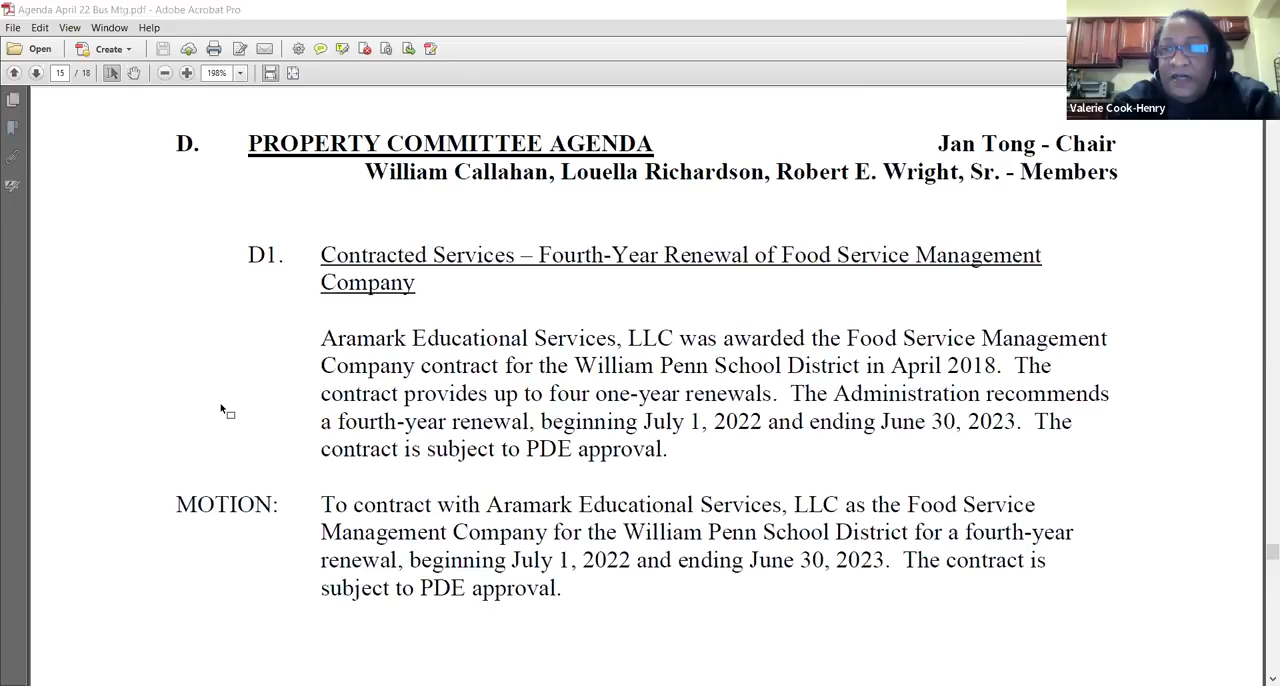 Agenda April 22 Bus Mtg.pdf - Adobe Acrobat Pro
File Edit View Window Help
Open Create
15 / 18 198%
Valerie Cook-Henry
D. PROPERTY COMMITTEE AGENDA Jan Tong - Chair
William Callahan, Louella Richardson, Robert E. Wright, Sr. - Members
D1. Contracted Services – Fourth-Year Renewal of Food Service Management
Company
Aramark Educational Services, LLC was awarded the Food Service Management
Company contract for the William Penn School District in April 2018. The
contract provides up to four one-year renewals. The Administration recommends
a fourth-year renewal, beginning July 1, 2022 and ending June 30, 2023. The
contract is subject to PDE approval.
MOTION: To contract with Aramark Educational Services, LLC as the Food Service
Management Company for the William Penn School District for a fourth-year
renewal, beginning July 1, 2022 and ending June 30, 2023. The contract is
subject to PDE approval.